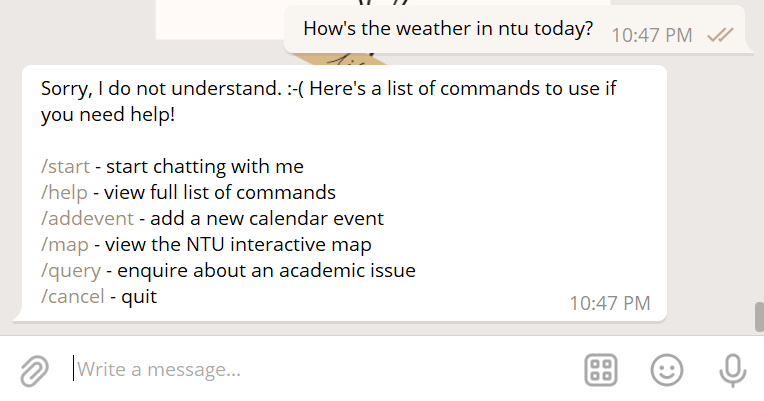 How's the weather in ntu today?
10:47 PM
Sorry, I do not understand. :-( Here's a list of commands to use if
you need help!
/start - start chatting with me
/help - view full list of commands
/addevent - add a new calendar event
/map - view the NTU interactive map
/query - enquire about an academic issue
/cancel - quit
10:47 PM
Write a message...